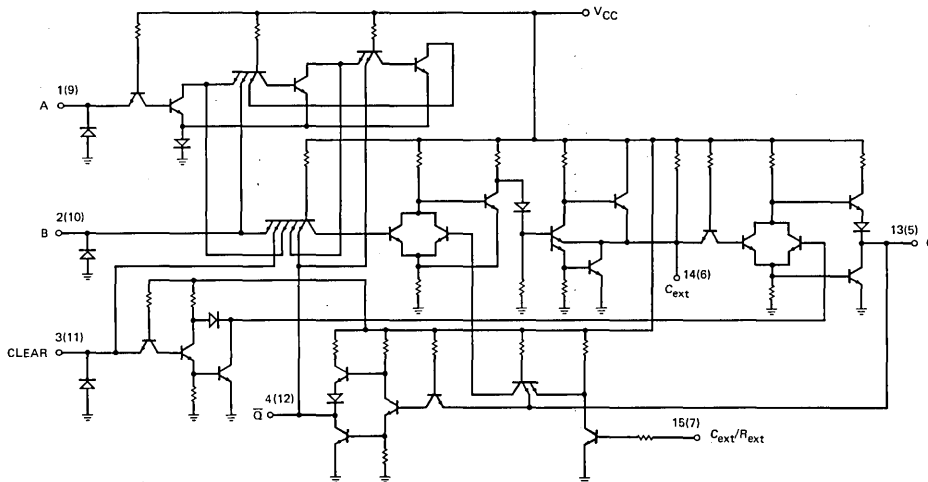 VCC
1(9)
A
2(10)
B
13(5)
14(6)
Cext
3(11)
CLEAR
4(12)
Q̅
15(7)
Cext/Rext